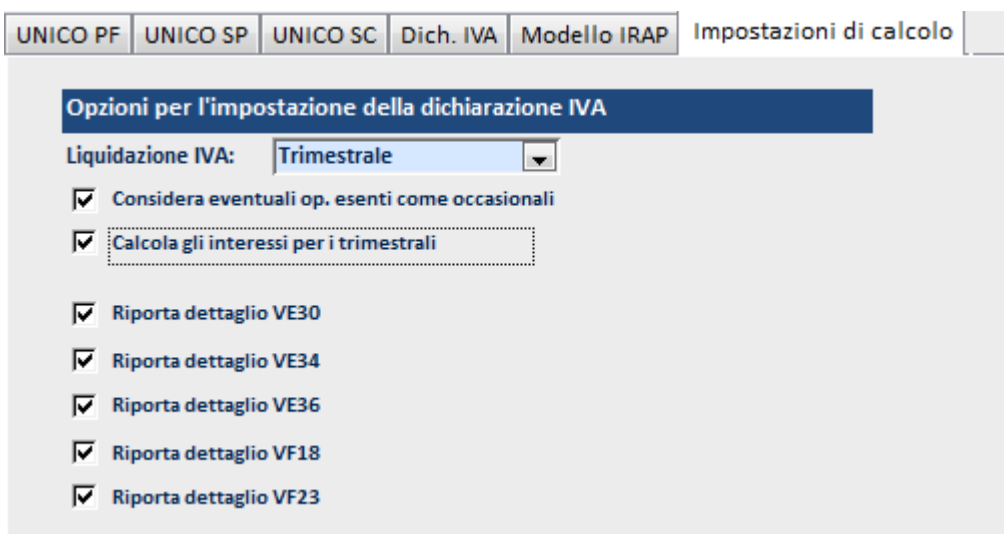 UNICO PF UNICO SP UNICO SC Dich. IVA Modello IRAP Impostazioni di calcolo
Opzioni per l'impostazione della dichiarazione IVA
Liquidazione IVA: Trimestrale
Considera eventuali op. esenti come occasionali
Calcola gli interessi per i trimestrali
Riporta dettaglio VE30
Riporta dettaglio VE34
Riporta dettaglio VE36
Riporta dettaglio VF18
Riporta dettaglio VF23